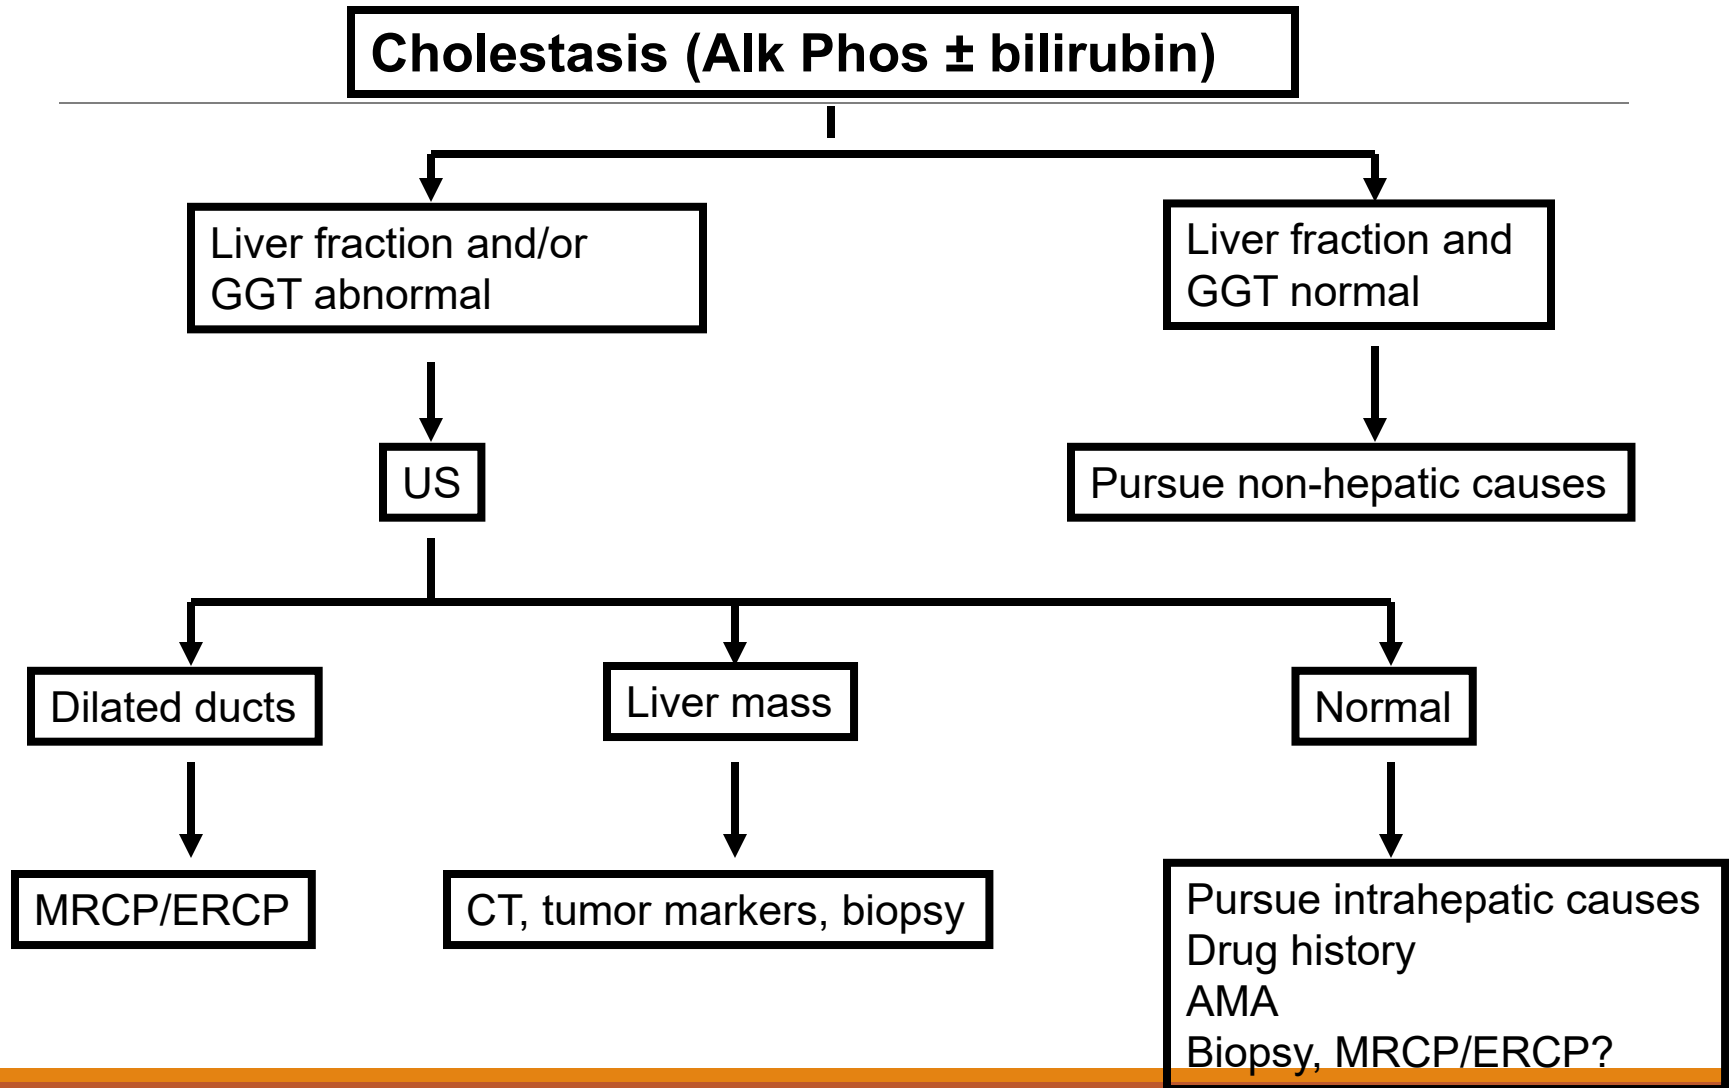 Cholestasis (Alk Phos ± bilirubin)
Liver fraction and/or
GGT abnormal
Liver fraction and
GGT normal
US
Pursue non-hepatic causes
Dilated ducts
Liver mass
Normal
MRCP/ERCP
CT, tumor markers, biopsy
Pursue intrahepatic causes
Drug history
AMA
Biopsy, MRCP/ERCP?